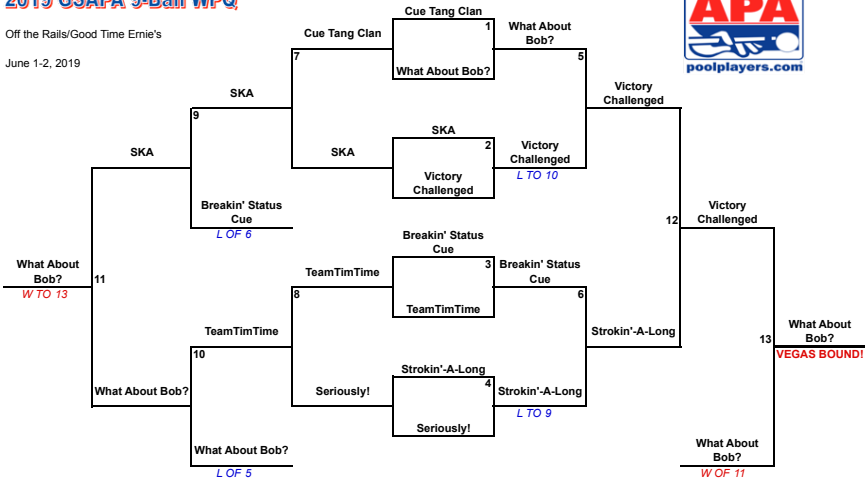 2019 GSAPA 9-Ball WPQ
Off the Rails/Good Time Ernie's
June 1-2, 2019
APA
poolplayers.com
Cue Tang Clan
1
What About Bob?
Cue Tang Clan
7
What About
Bob?
5
SKA
9
SKA
2
Victory
Challenged
SKA
Victory
Challenged
L TO 10
Victory
Challenged
SKA
Breakin' Status
Cue
L OF 6
12
Victory
Challenged
What About
Bob?
W TO 13
11
Breakin' Status
Cue
3
TeamTimTime
TeamTimTime
8
Breakin' Status
Cue
6
TeamTimTime
10
Strokin'-A-Long
4
Seriously!
Seriously!
Strokin'-A-Long
L TO 9
Strokin'-A-Long
What About Bob?
What About Bob?
L OF 5
13
What About
Bob?
VEGAS BOUND!
What About
Bob?
W OF 11